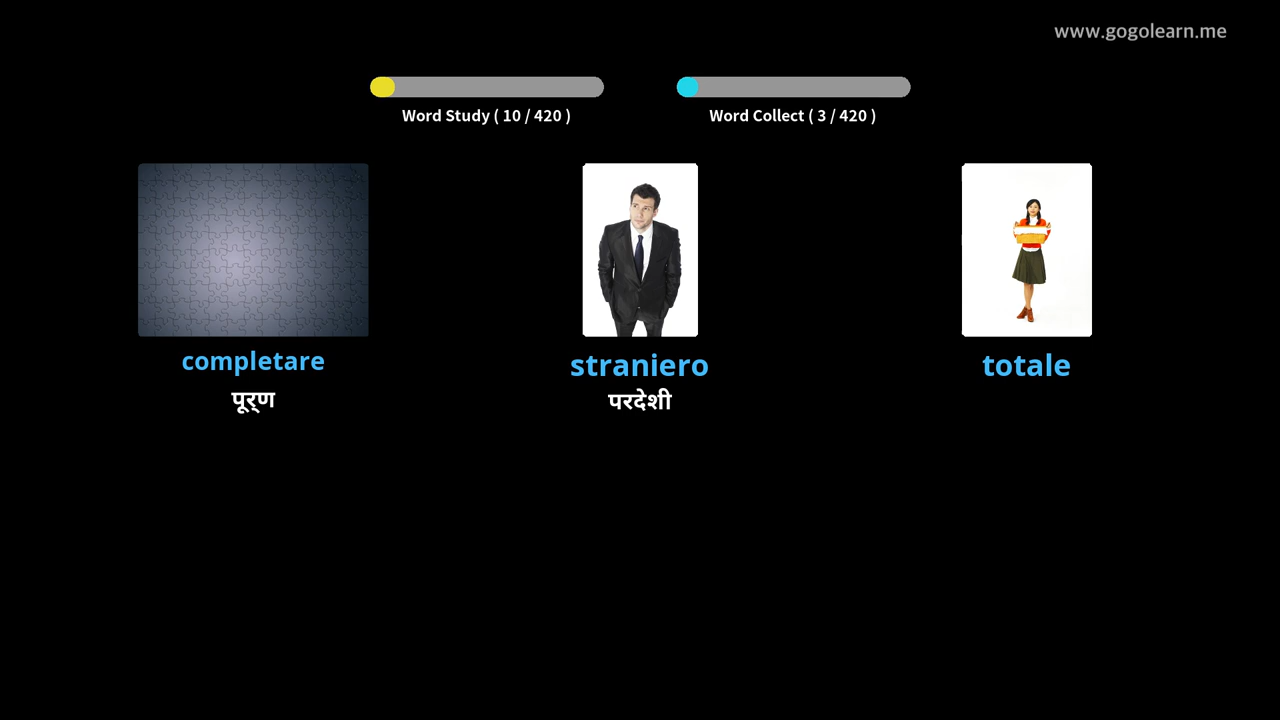 www.gogolearn.me
Word Study ( 10 / 420 )
Word Collect ( 3 / 420 )
completare
पूर्ण
straniero
परदेशी
totale